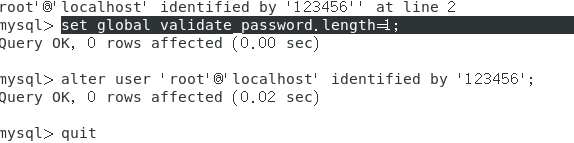 root'@'localhost' identified by '123456'' at line 2
mysql> set global validate_password.length=1;
Query OK, 0 rows affected (0.00 sec)
mysql> alter user 'root'@'localhost' identified by '123456';
Query OK, 0 rows affected (0.02 sec)
mysql> quit